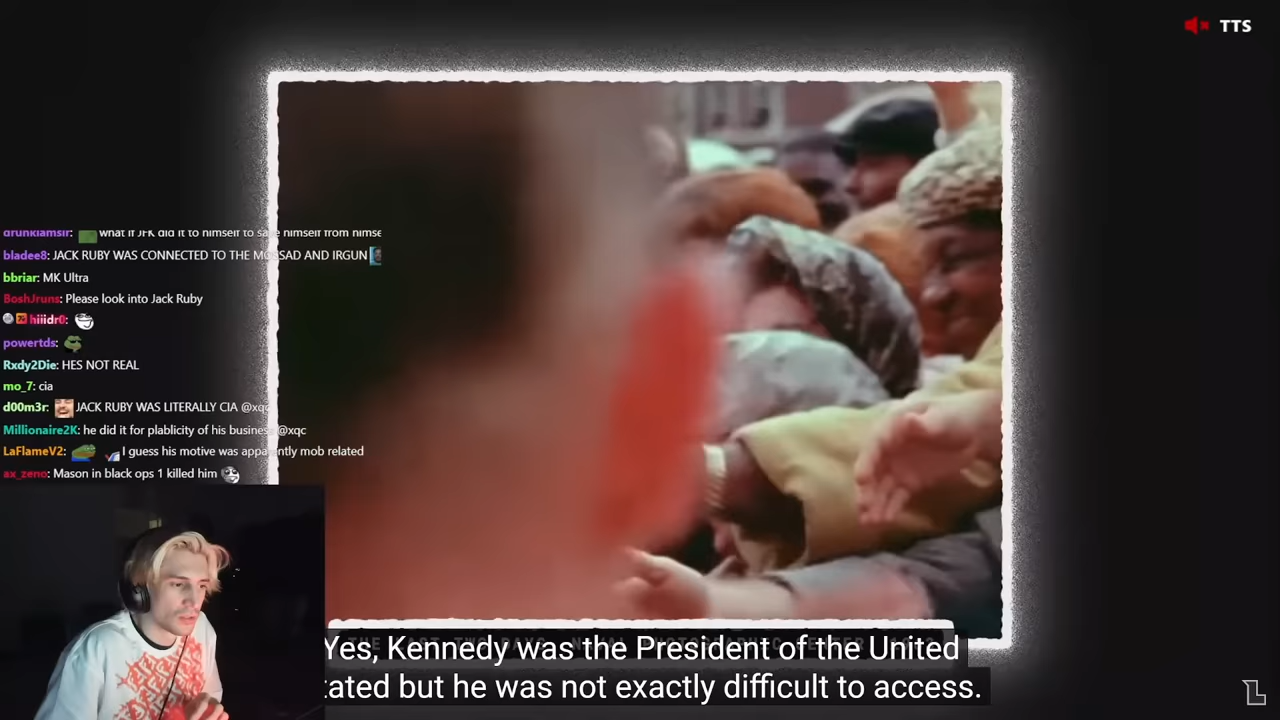 TTS
what if JFK did it to himself to sa e himself from himse
bladee8: JACK RUBY WAS CONNECTED TO THE MOSSAD AND IRGUN
bbriar: MK Ultra
BoshJruns: Please look into Jack Ruby
hiiidr0:
powertds:
Rxdy2Die: HES NOT REAL
mo_7: cia
d00m3r: JACK RUBY WAS LITERALLY CIA @xqc
Millionaire2K: he did it for plablicity of his business @xqc
LaFlameV2: I guess his motive was apparently mob related
ax_zeno: Mason in black ops 1 killed him
Yes, Kennedy was the President of the United
tated but he was not exactly difficult to access.